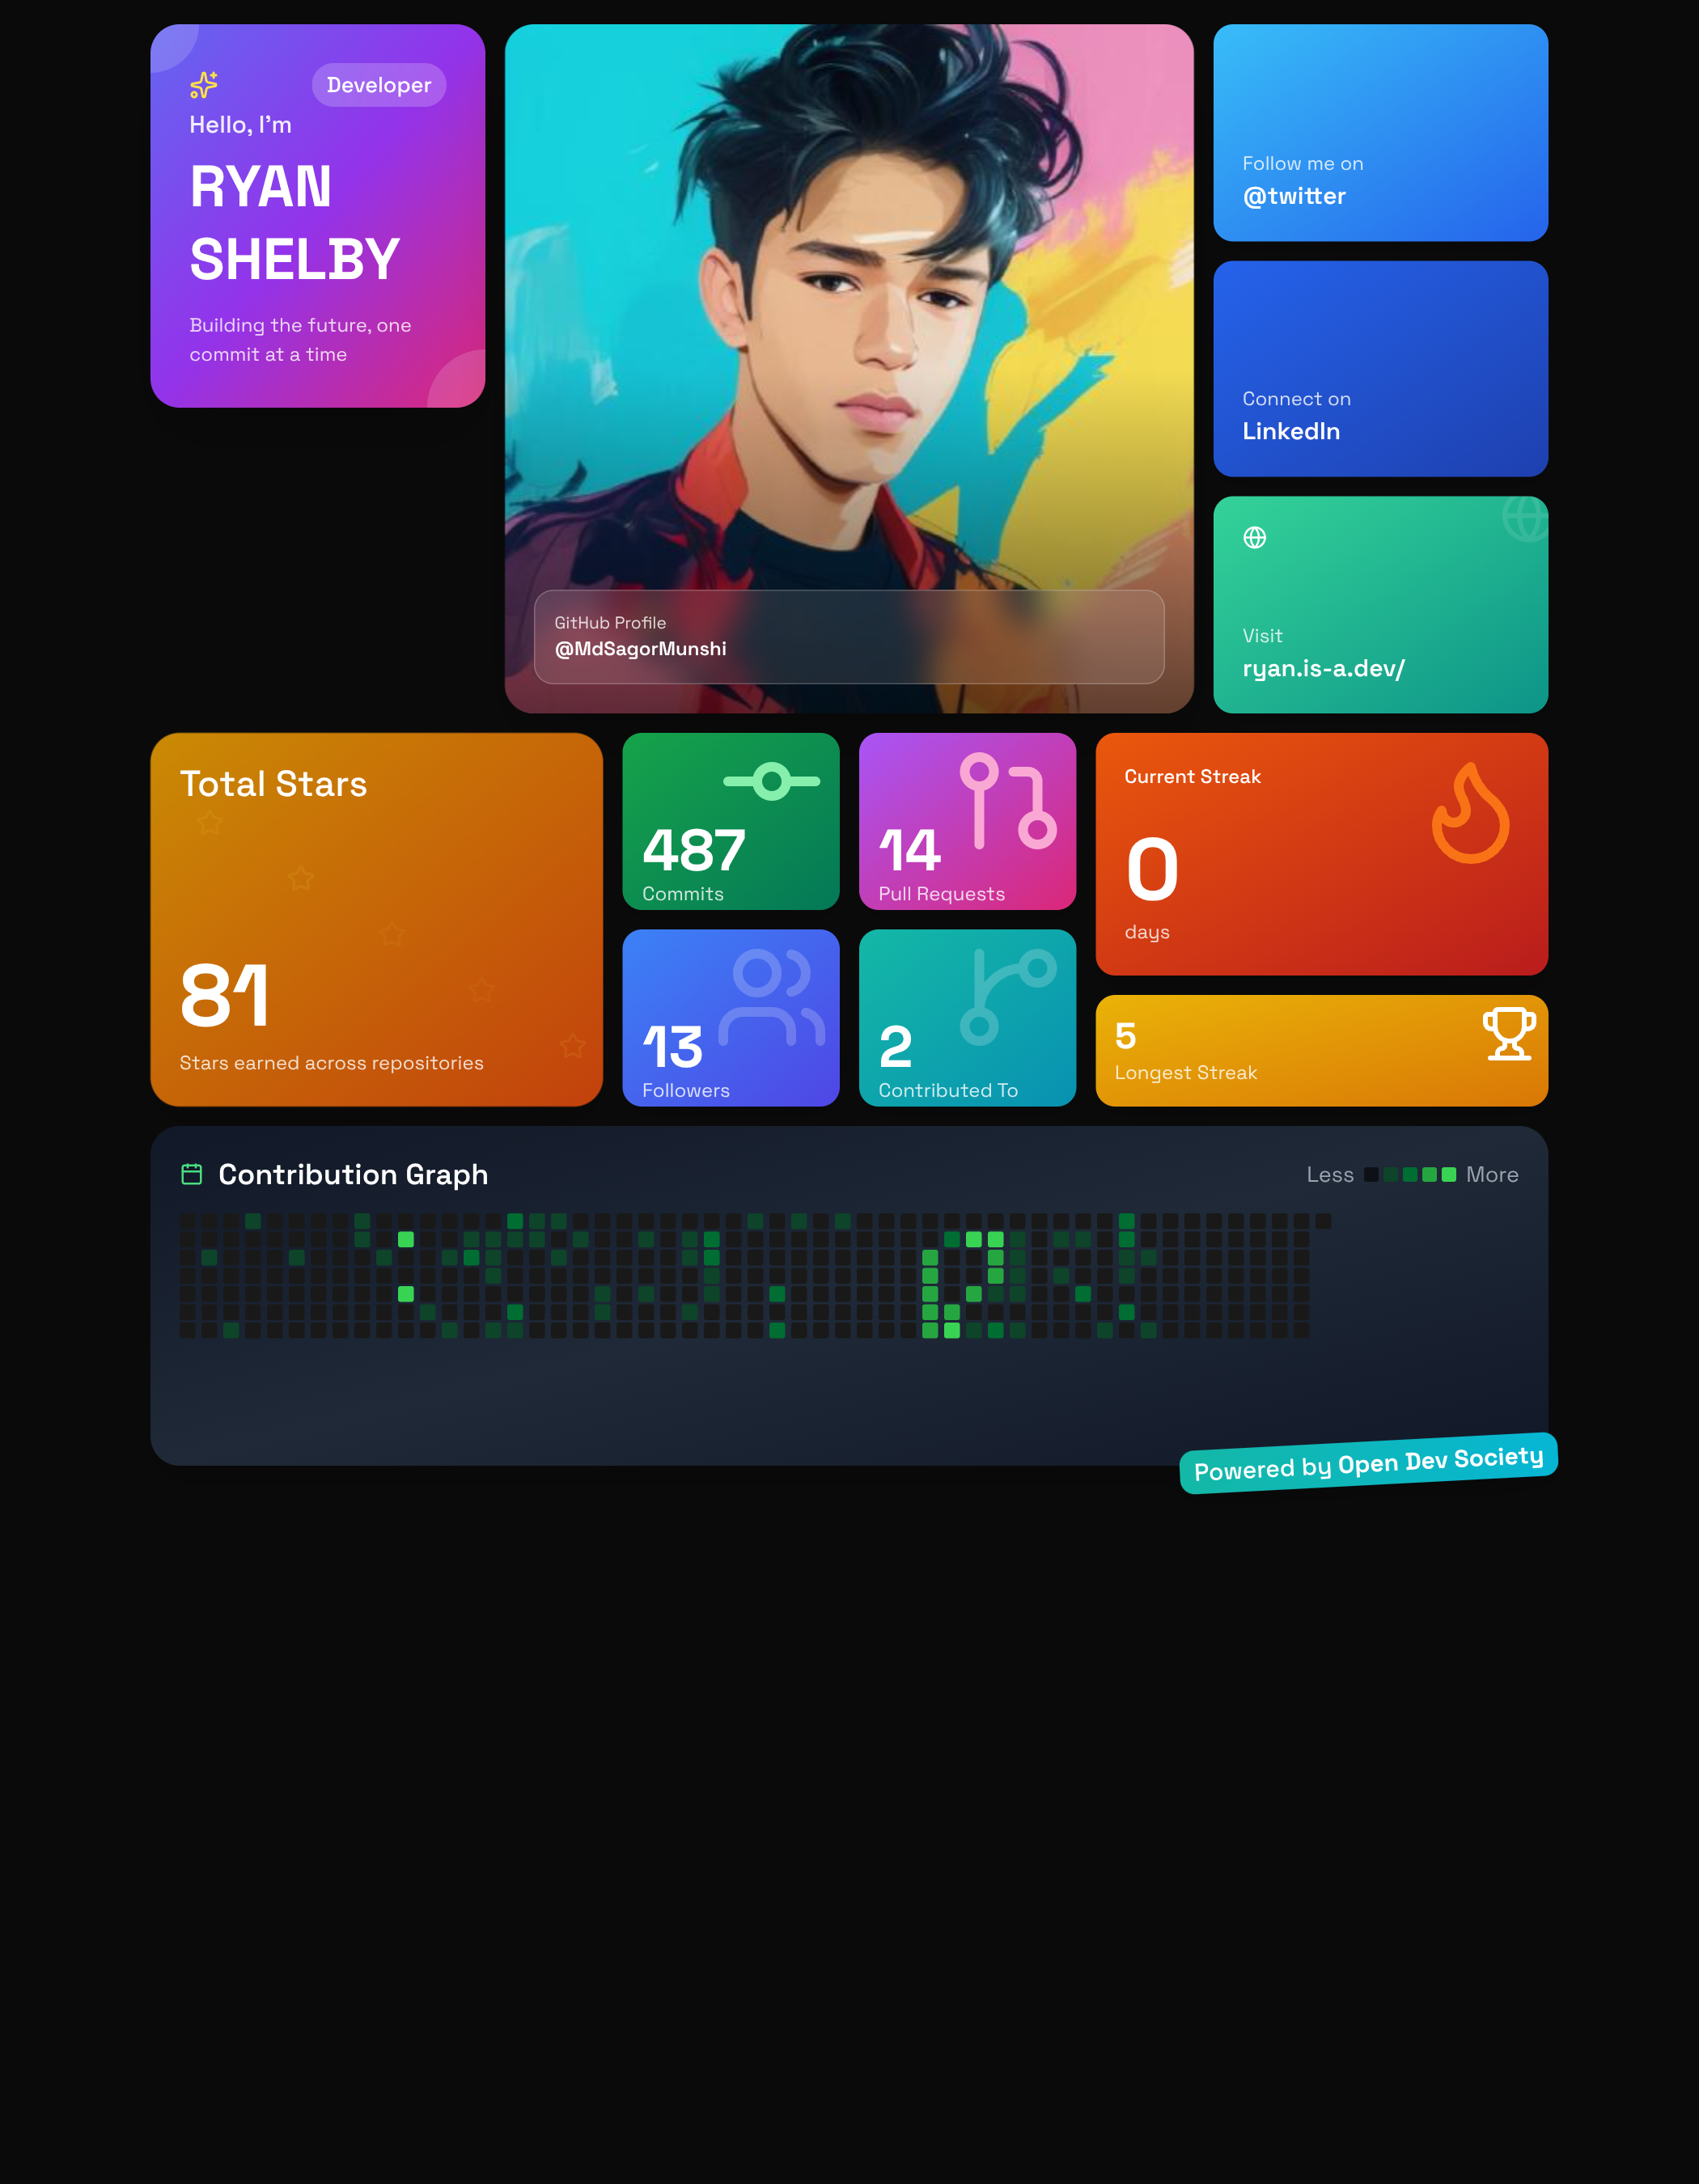 Developer
Hello, I'm
RYAN
SHELBY
Building the future, one
commit at a time
GitHub Profile
@MdSagorMunshi
Follow me on
@twitter
Connect on
LinkedIn
Visit
ryan.is-a.dev/
Total Stars
81
Stars earned across repositories
487
Commits
14
Pull Requests
13
Followers
2
Contributed To
Current Streak
0
days
5
Longest Streak
Contribution Graph
Less
More
Powered by Open Dev Society